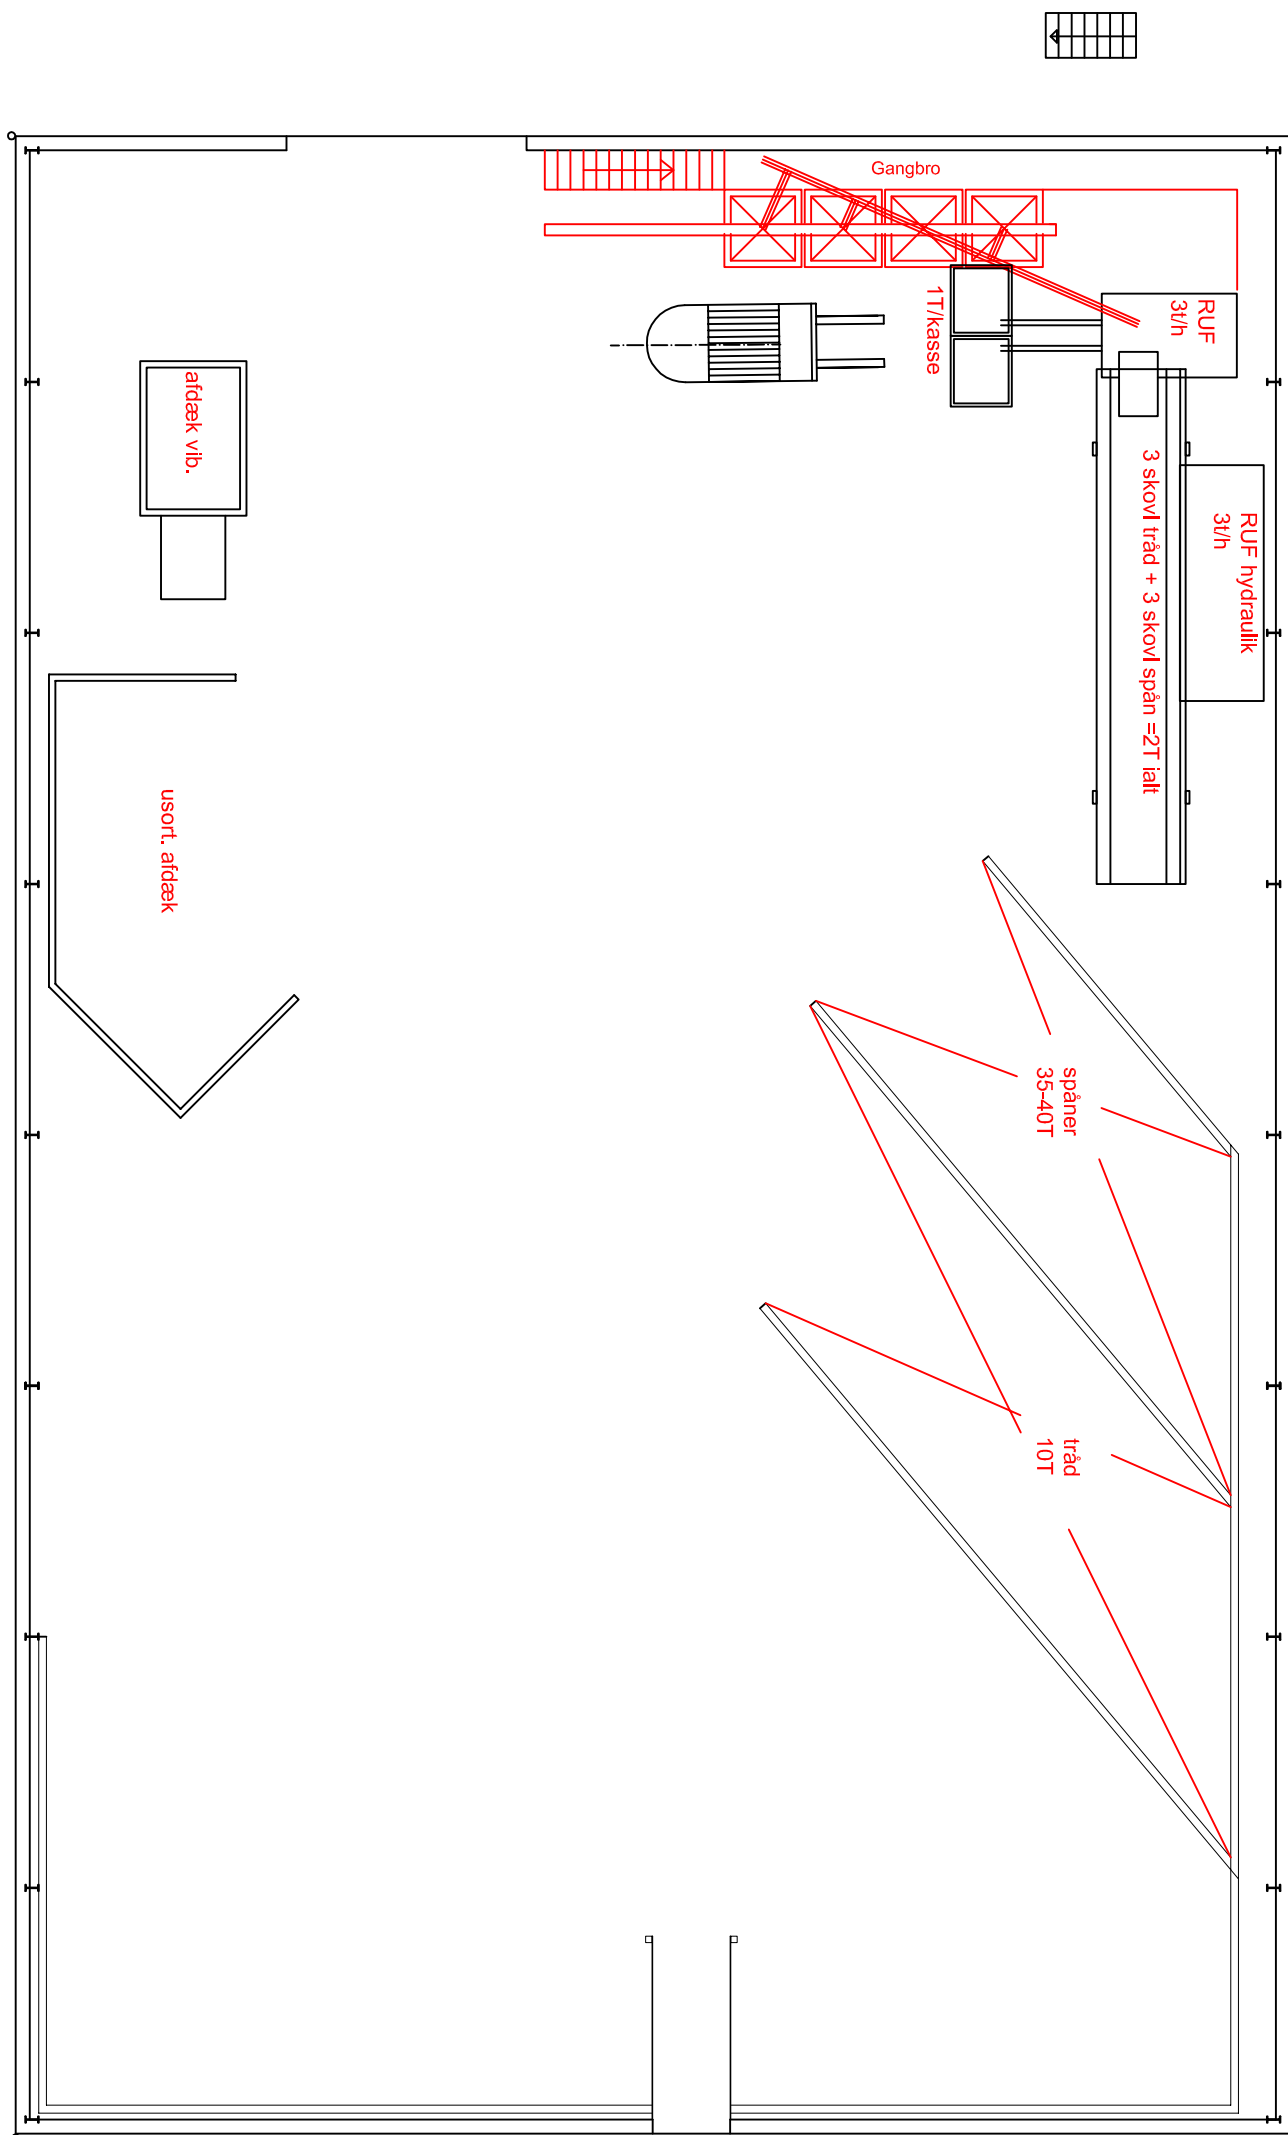 Gangbro
RUF
3t/h
1T/kasse
afdæk vib.
3 skovl tråd + 3 skovl spån =2T ialt
RUF hydraulik
3t/h
usort. afdæk
spåner
35-40T
tråd
10T